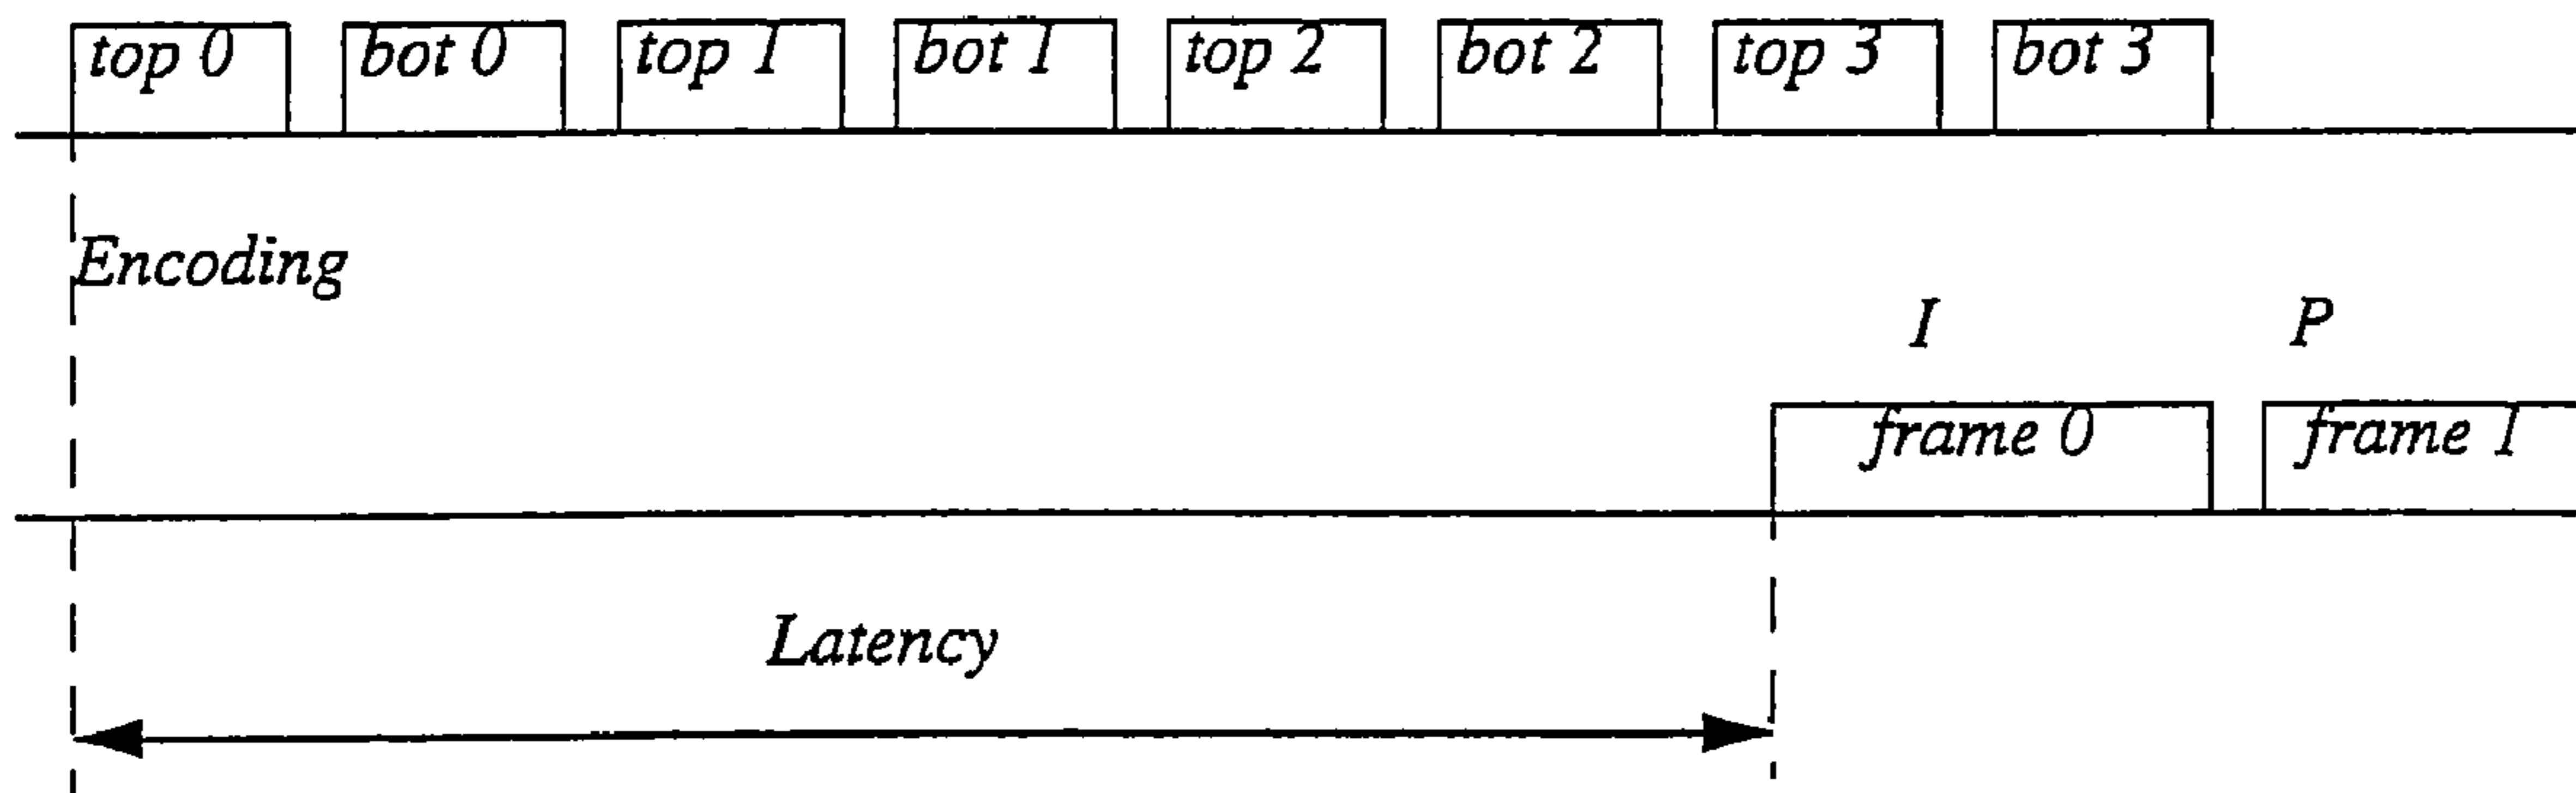 top 0 bot 0 top 1 bot 1 top 2 bot 2 top 3 bot 3
Encoding
I P
frame 0 frame 1
Latency